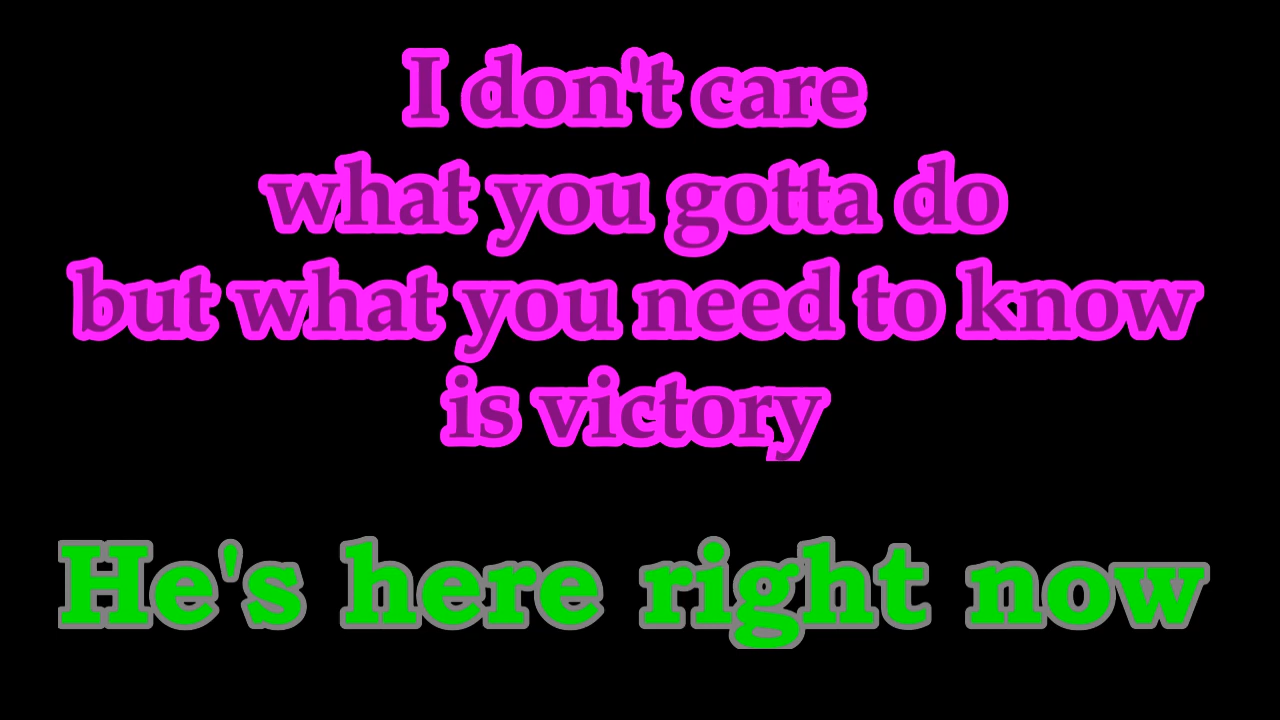 I don't care
what you gotta do
but what you need to know
is victory
He's here right now